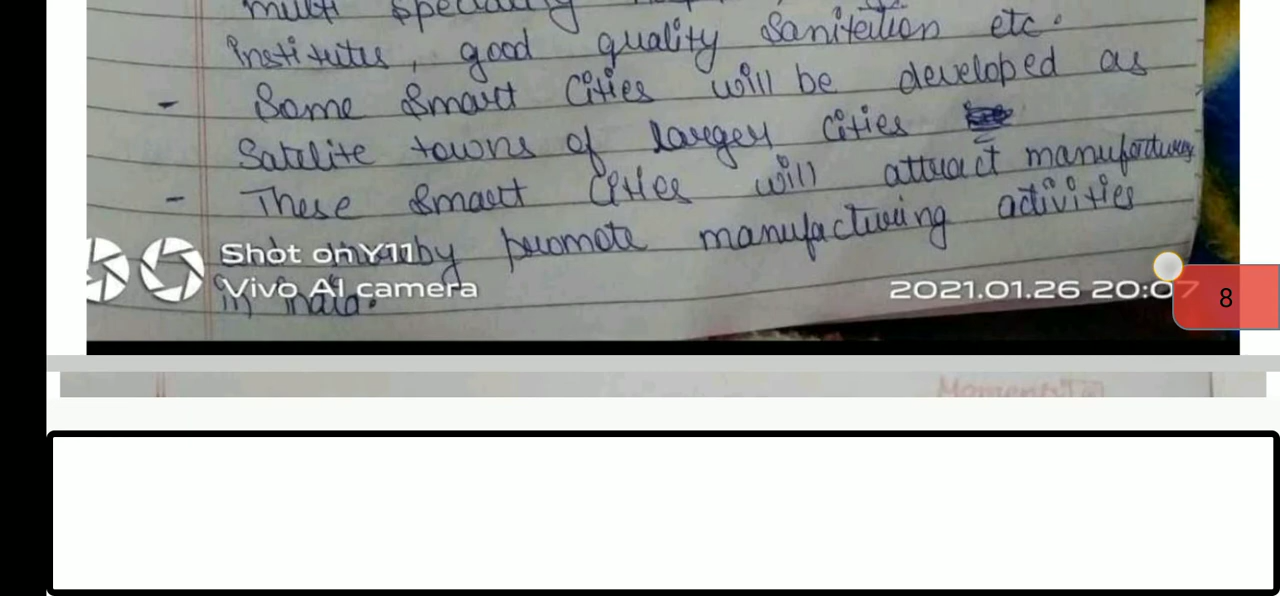 multi
institutes, good quality Sanitation etc.
- Some Smart Cities will be developed as
Satelite towns of larger cities
- These Smart Cities will attract manufacturing
promote manufacturing activities
in India.
Shot on Y11
Vivo AI camera
2021.01.26 20:07
8